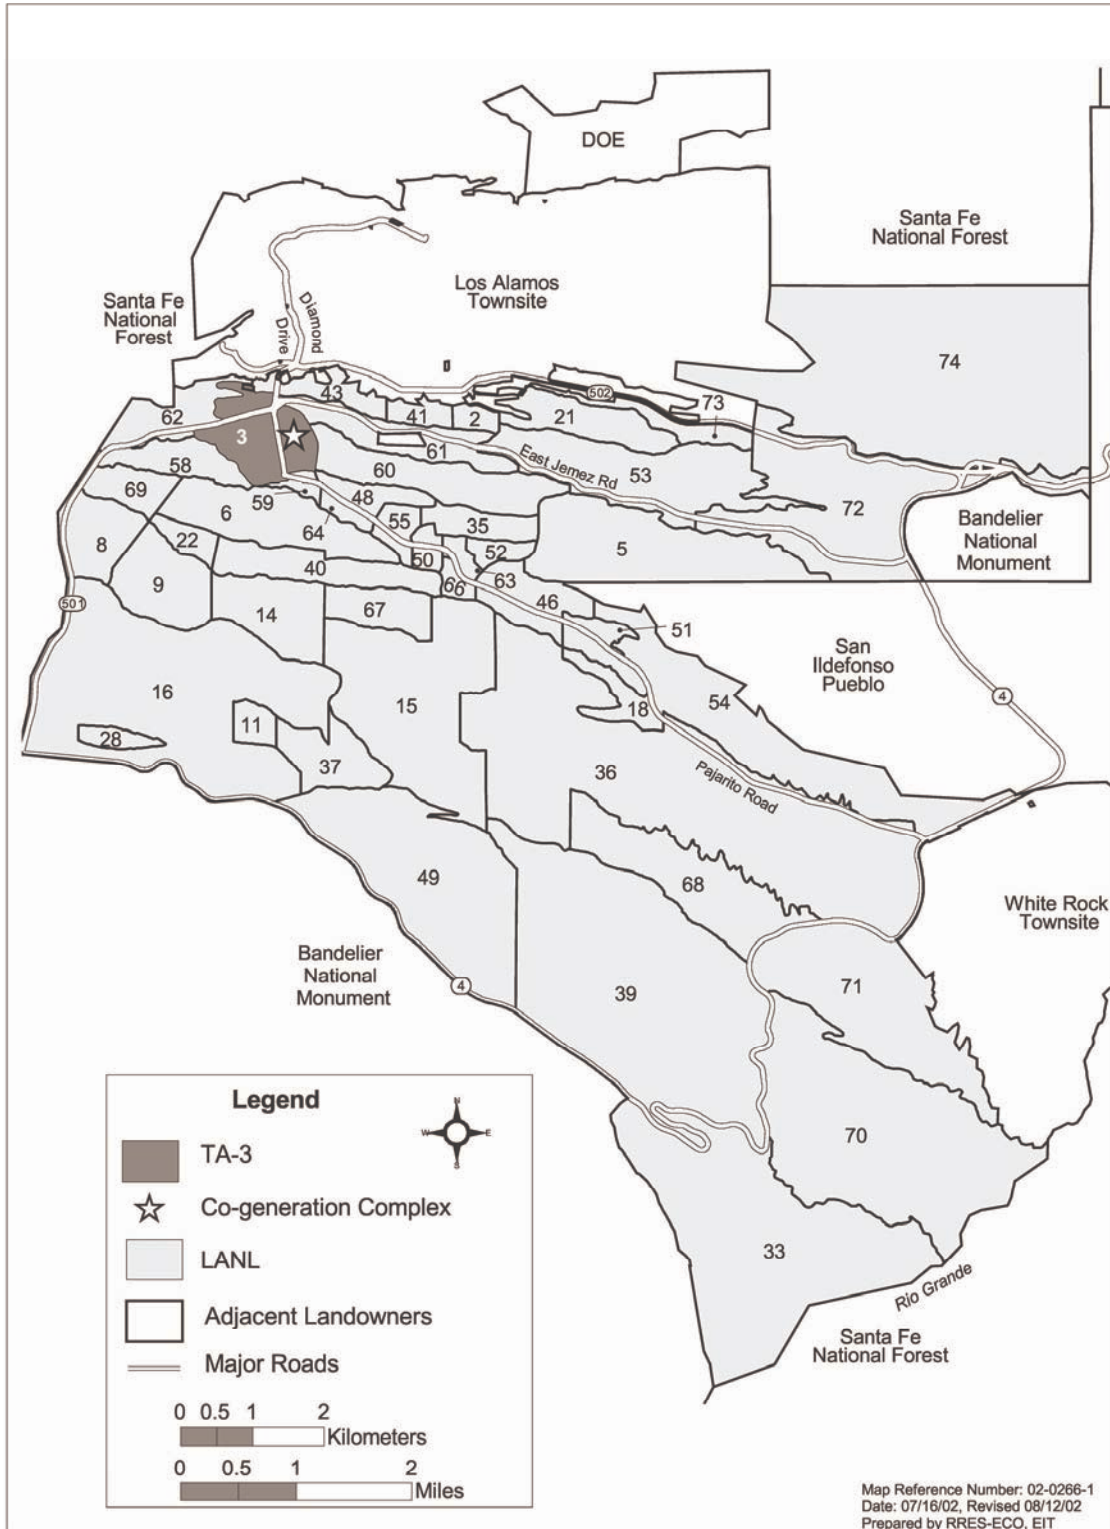 DOE
Santa Fe
National Forest
Los Alamos
Townsite
Santa Fe
National
Forest
Diamond
Drive
74
502
73
43
41
2
21
62
3
61
East Jemez Rd
53
60
58
72
69
59
48
6
55
35
64
5
Bandelier
National
Monument
22
52
50
8
40
63
9
66
46
501
14
67
51
San
Ildefonso
Pueblo
16
15
54
4
18
11
28
37
36
Pajarito Road
49
68
White Rock
Townsite
Bandelier
National
Monument
4
39
71
70
33
Rio Grande
Santa Fe
National Forest
Legend
N
W
E
S
TA-3
Co-generation Complex
LANL
Adjacent Landowners
Major Roads
0 0.5 1 2
Kilometers
0 0.5 1 2
Miles
Map Reference Number: 02-0266-1
Date: 07/16/02, Revised 08/12/02
Prepared by RRES-ECO, EIT